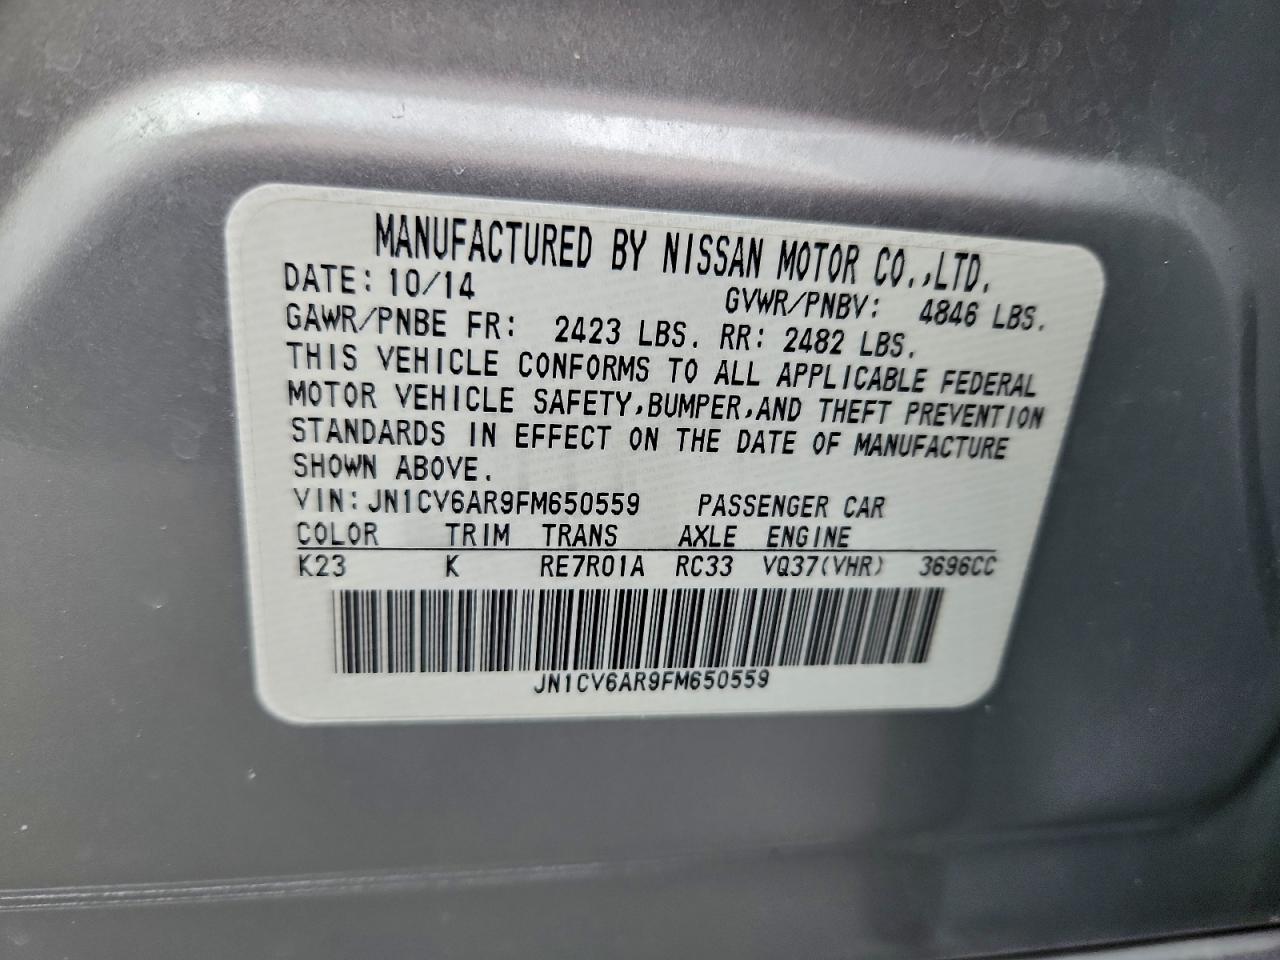 MANUFACTURED BY NISSAN MOTOR CO.,LTD.
DATE: 10/14 GVWR/PNBV: 4846 LBS.
GAWR/PNBE FR: 2423 LBS. RR: 2482 LBS.
THIS VEHICLE CONFORMS TO ALL APPLICABLE FEDERAL
MOTOR VEHICLE SAFETY,BUMPER,AND THEFT PREVENTION
STANDARDS IN EFFECT ON THE DATE OF MANUFACTURE
SHOWN ABOVE.
VIN:JN1CV6AR9FM650559 PASSENGER CAR
COLOR TRIM TRANS AXLE ENGINE
K23 K RE7R01A RC33 VQ37(VHR) 3696CC
JN1CV6AR9FM650559